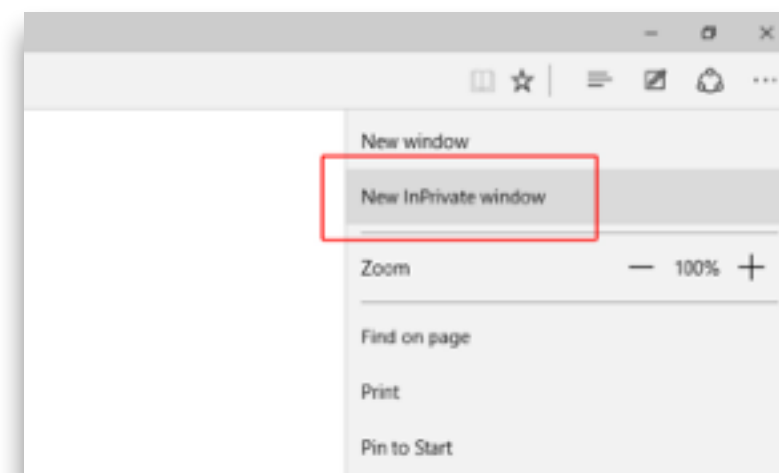 New window
New InPrivate window
Zoom — 100% +
Find on page
Print
Pin to Start